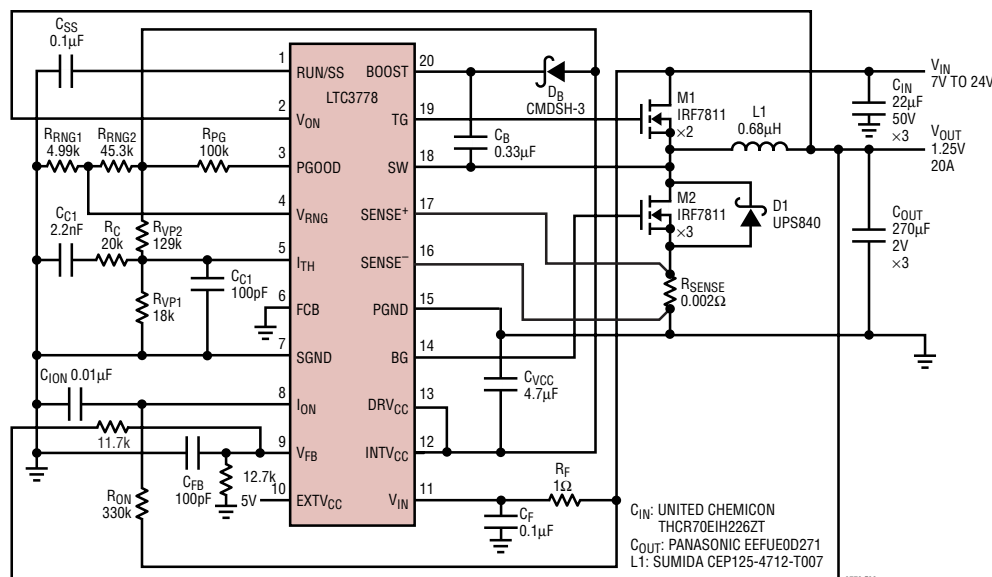 CSS
0.1µF
RRNG1
4.99k
RRNG2
45.3k
RPG
100k
CC1
2.2nF
RC
20k
RVP2
129k
CC1
100pF
RVP1
18k
CION 0.01µF
11.7k
CFB
100pF
12.7k
5V
RON
330k
LTC3778
1
RUN/SS
2
VON
3
PGOOD
4
VRNG
5
ITH
6
FCB
7
SGND
8
ION
9
VFB
10
EXTVCC
20
BOOST
19
TG
18
SW
17
SENSE+
16
SENSE–
15
PGND
14
BG
13
DRVCC
12
INTVCC
11
VIN
DB
CMDSH-3
CB
0.33µF
M1
IRF7811
×2
L1
0.68µH
M2
IRF7811
×3
D1
UPS840
RSENSE
0.002Ω
CVCC
4.7µF
RF
1Ω
CF
0.1µF
VIN
7V TO 24V
CIN
22µF
50V
×3
VOUT
1.25V
20A
COUT
270µF
2V
×3
CIN: UNITED CHEMICON
THCR70EIH226ZT
COUT: PANASONIC EEFUE0D271
L1: SUMIDA CEP125-4712-T007